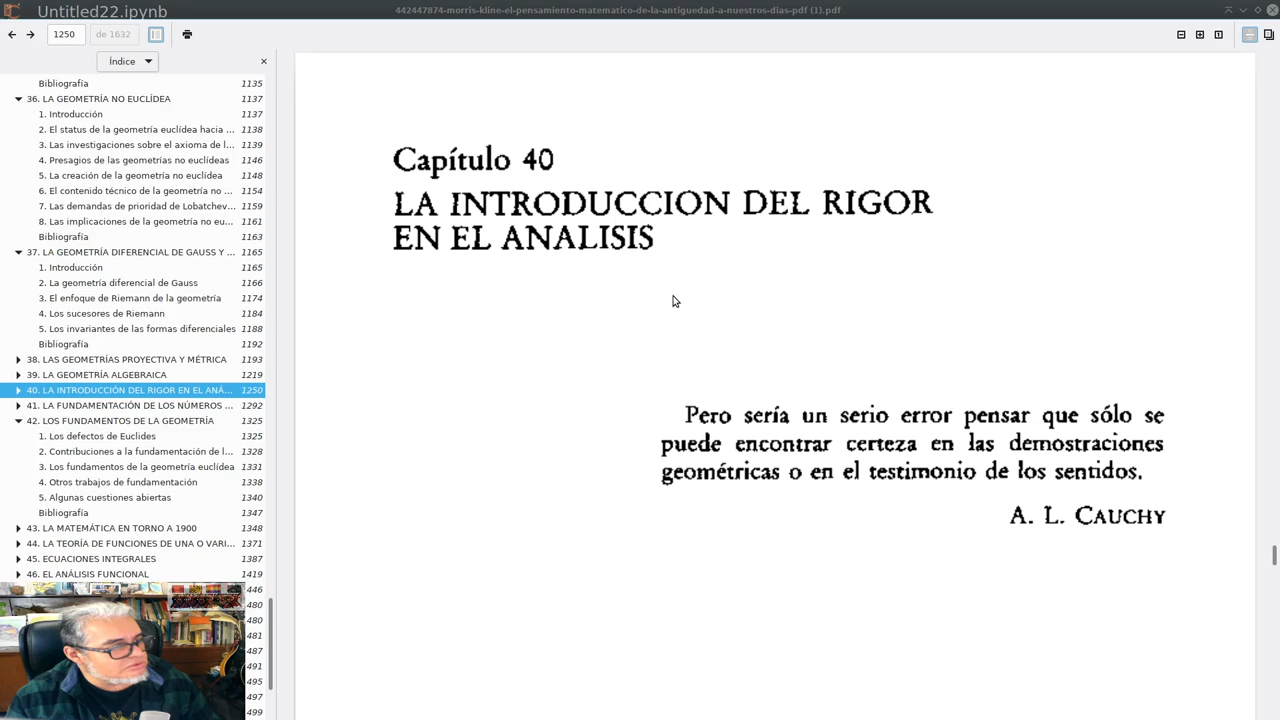 Untitled22.ipynb
442447874-morris-kline-el-pensamiento-matematico-de-la-antiguedad-a-nuestros-dias-pdf (1).pdf
1250 de 1632
Índice
Bibliografía 1135
36. LA GEOMETRÍA NO EUCLÍDEA 1137
1. Introducción 1137
2. El status de la geometría euclídea hacia ... 1138
3. Las investigaciones sobre el axioma de l... 1139
4. Presagios de las geometrías no euclídeas 1146
5. La creación de la geometría no euclídea 1148
6. El contenido técnico de la geometría no ... 1154
7. Las demandas de prioridad de Lobatchev... 1159
8. Las implicaciones de la geometría no eu... 1161
Bibliografía 1163
37. LA GEOMETRÍA DIFERENCIAL DE GAUSS Y ... 1165
1. Introducción 1165
2. La geometría diferencial de Gauss 1166
3. El enfoque de Riemann de la geometría 1174
4. Los sucesores de Riemann 1184
5. Los invariantes de las formas diferenciales 1188
Bibliografía 1192
38. LAS GEOMETRÍAS PROYECTIVA Y MÉTRICA 1193
39. LA GEOMETRÍA ALGEBRAICA 1219
40. LA INTRODUCCIÓN DEL RIGOR EN EL ANÁ... 1250
41. LA FUNDAMENTACIÓN DE LOS NÚMEROS ... 1292
42. LOS FUNDAMENTOS DE LA GEOMETRÍA 1325
1. Los defectos de Euclides 1325
2. Contribuciones a la fundamentación de l... 1328
3. Los fundamentos de la geometría euclídea 1331
4. Otros trabajos de fundamentación 1338
5. Algunas cuestiones abiertas 1340
Bibliografía 1347
43. LA MATEMÁTICA EN TORNO A 1900 1348
44. LA TEORÍA DE FUNCIONES DE UNA O VARI... 1371
45. ECUACIONES INTEGRALES 1387
46. EL ANÁLISIS FUNCIONAL 1419
446
480
480
481
487
491
495
497
499
Capítulo 40
LA INTRODUCCION DEL RIGOR
EN EL ANALISIS
Pero sería un serio error pensar que sólo se
puede encontrar certeza en las demostraciones
geométricas o en el testimonio de los sentidos.
A. L. CAUCHY